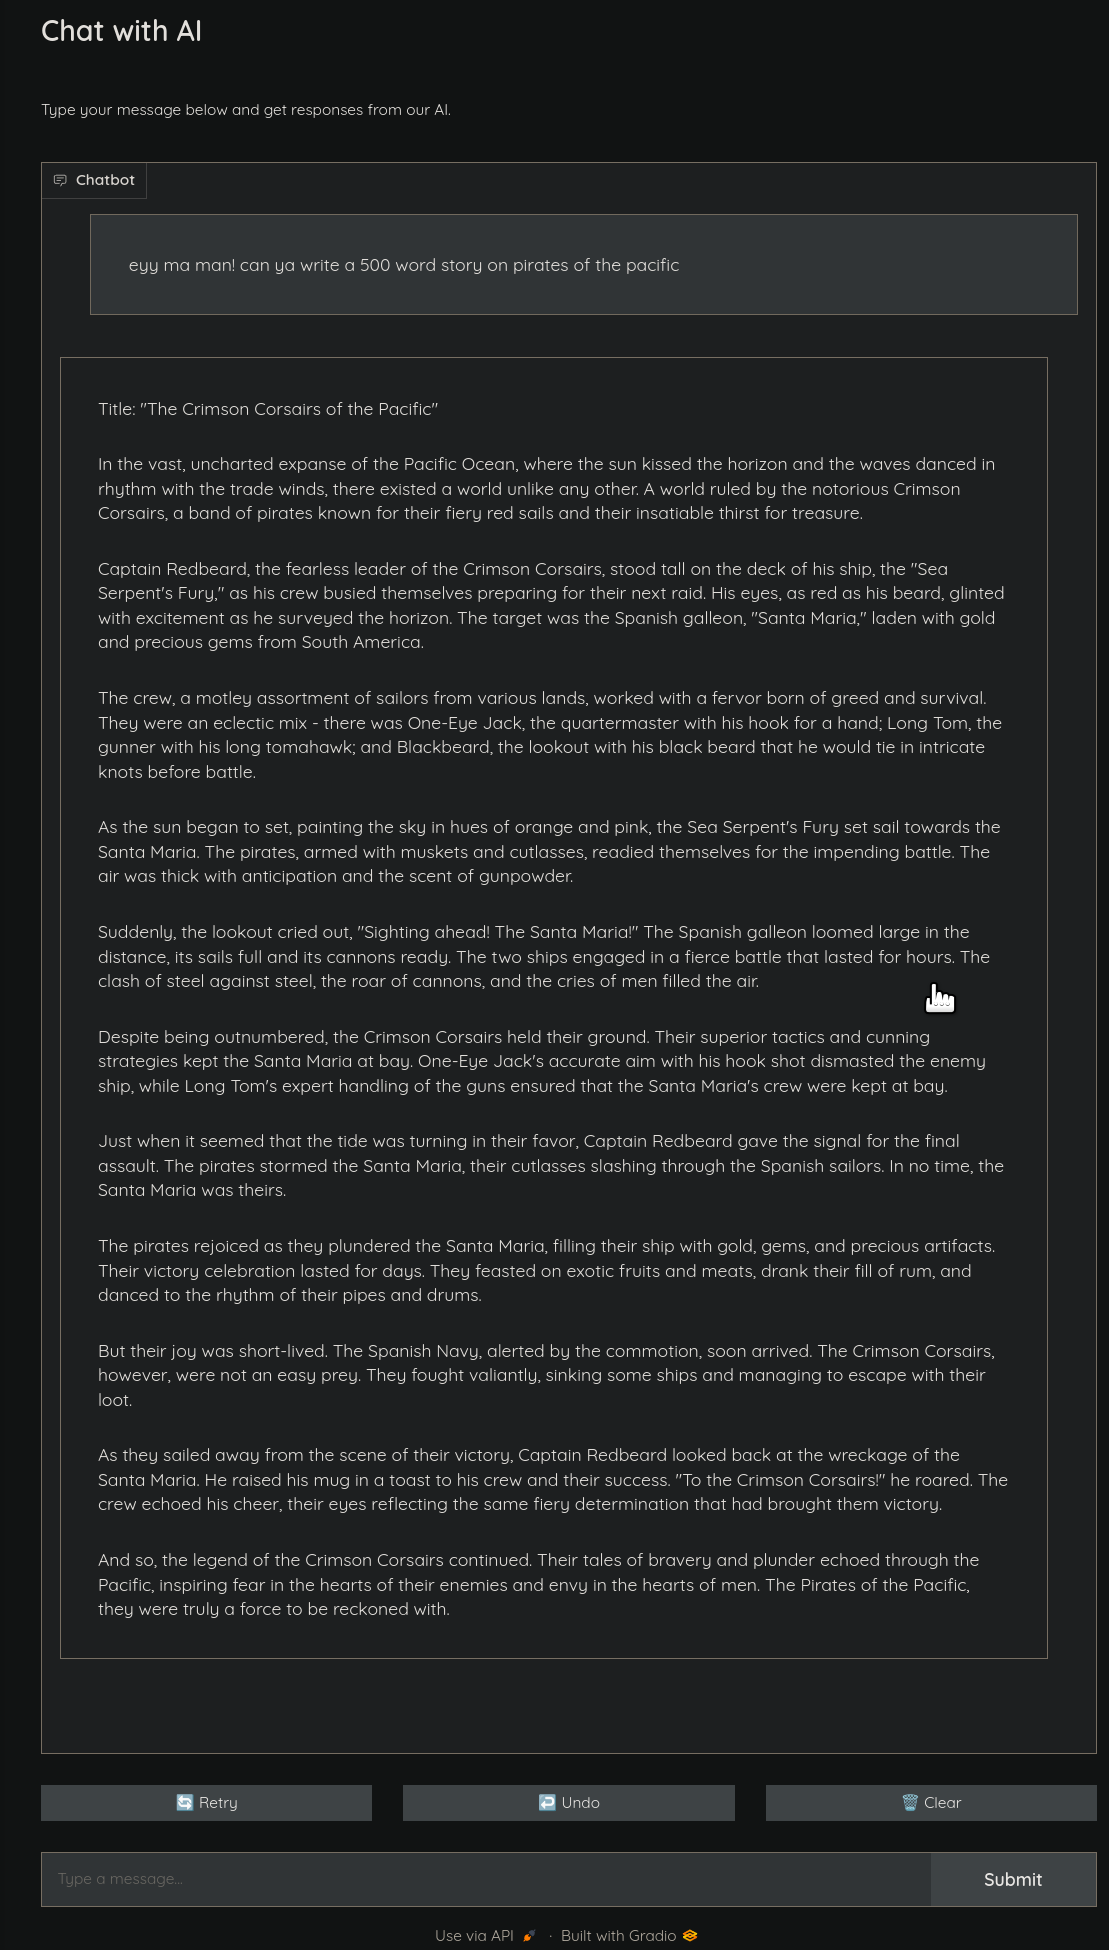 Chat with AI
Type your message below and get responses from our AI.
Chatbot
eyy ma man! can ya write a 500 word story on pirates of the pacific
Title: "The Crimson Corsairs of the Pacific"
In the vast, uncharted expanse of the Pacific Ocean, where the sun kissed the horizon and the waves danced in
rhythm with the trade winds, there existed a world unlike any other. A world ruled by the notorious Crimson
Corsairs, a band of pirates known for their fiery red sails and their insatiable thirst for treasure.
Captain Redbeard, the fearless leader of the Crimson Corsairs, stood tall on the deck of his ship, the "Sea
Serpent's Fury," as his crew busied themselves preparing for their next raid. His eyes, as red as his beard, glinted
with excitement as he surveyed the horizon. The target was the Spanish galleon, "Santa Maria," laden with gold
and precious gems from South America.
The crew, a motley assortment of sailors from various lands, worked with a fervor born of greed and survival.
They were an eclectic mix - there was One-Eye Jack, the quartermaster with his hook for a hand; Long Tom, the
gunner with his long tomahawk; and Blackbeard, the lookout with his black beard that he would tie in intricate
knots before battle.
As the sun began to set, painting the sky in hues of orange and pink, the Sea Serpent's Fury set sail towards the
Santa Maria. The pirates, armed with muskets and cutlasses, readied themselves for the impending battle. The
air was thick with anticipation and the scent of gunpowder.
Suddenly, the lookout cried out, "Sighting ahead! The Santa Maria!" The Spanish galleon loomed large in the
distance, its sails full and its cannons ready. The two ships engaged in a fierce battle that lasted for hours. The
clash of steel against steel, the roar of cannons, and the cries of men filled the air.
Despite being outnumbered, the Crimson Corsairs held their ground. Their superior tactics and cunning
strategies kept the Santa Maria at bay. One-Eye Jack's accurate aim with his hook shot dismasted the enemy
ship, while Long Tom's expert handling of the guns ensured that the Santa Maria's crew were kept at bay.
Just when it seemed that the tide was turning in their favor, Captain Redbeard gave the signal for the final
assault. The pirates stormed the Santa Maria, their cutlasses slashing through the Spanish sailors. In no time, the
Santa Maria was theirs.
The pirates rejoiced as they plundered the Santa Maria, filling their ship with gold, gems, and precious artifacts.
Their victory celebration lasted for days. They feasted on exotic fruits and meats, drank their fill of rum, and
danced to the rhythm of their pipes and drums.
But their joy was short-lived. The Spanish Navy, alerted by the commotion, soon arrived. The Crimson Corsairs,
however, were not an easy prey. They fought valiantly, sinking some ships and managing to escape with their
loot.
As they sailed away from the scene of their victory, Captain Redbeard looked back at the wreckage of the
Santa Maria. He raised his mug in a toast to his crew and their success. "To the Crimson Corsairs!" he roared. The
crew echoed his cheer, their eyes reflecting the same fiery determination that had brought them victory.
And so, the legend of the Crimson Corsairs continued. Their tales of bravery and plunder echoed through the
Pacific, inspiring fear in the hearts of their enemies and envy in the hearts of men. The Pirates of the Pacific,
they were truly a force to be reckoned with.
Retry
Undo
Clear
Type a message...
Submit
Use via API · Built with Gradio